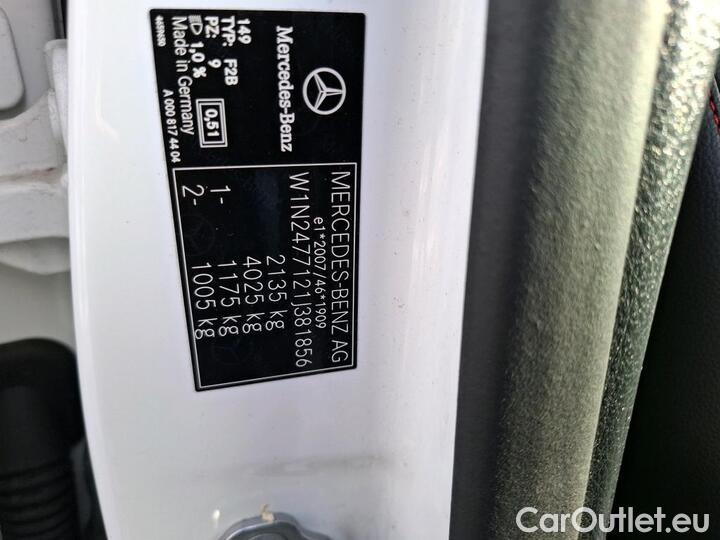 Mercedes-Benz
149
TYP: F2B
PZ: 9
1,0 %
Made in Germany
4659650
0,51
A 000 817 44 04
MERCEDES-BENZ AG
e1*2007/46*1909
W1N2477121J381856
2135 kg
4025 kg
1- 1175 kg
2- 1005 kg
CarOutlet.eu